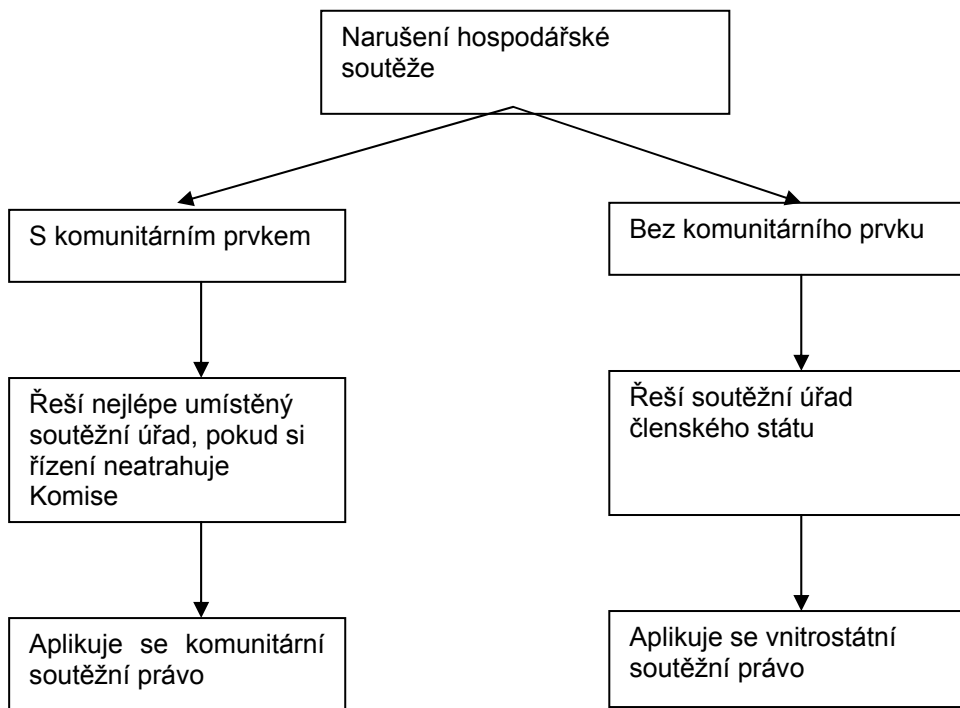 Narušení hospodářské
soutěže
S komunitárním prvkem
Bez komunitárního prvku
Řeší nejlépe umístěný
soutěžní úřad, pokud si
řízení neatrahuje
Komise
Řeší soutěžní úřad
členského státu
Aplikuje se komunitární
soutěžní právo
Aplikuje se vnitrostátní
soutěžní právo